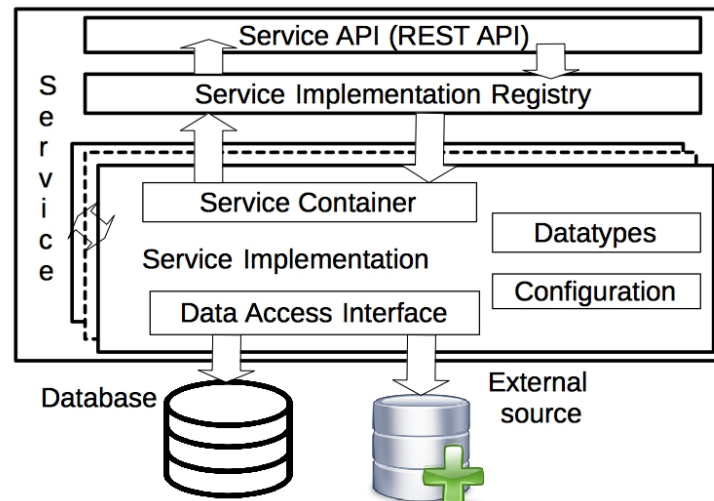 Service API (REST API)
Service Implementation Registry
Service
Service Container
Datatypes
Service Implementation
Configuration
Data Access Interface
Database
External
source